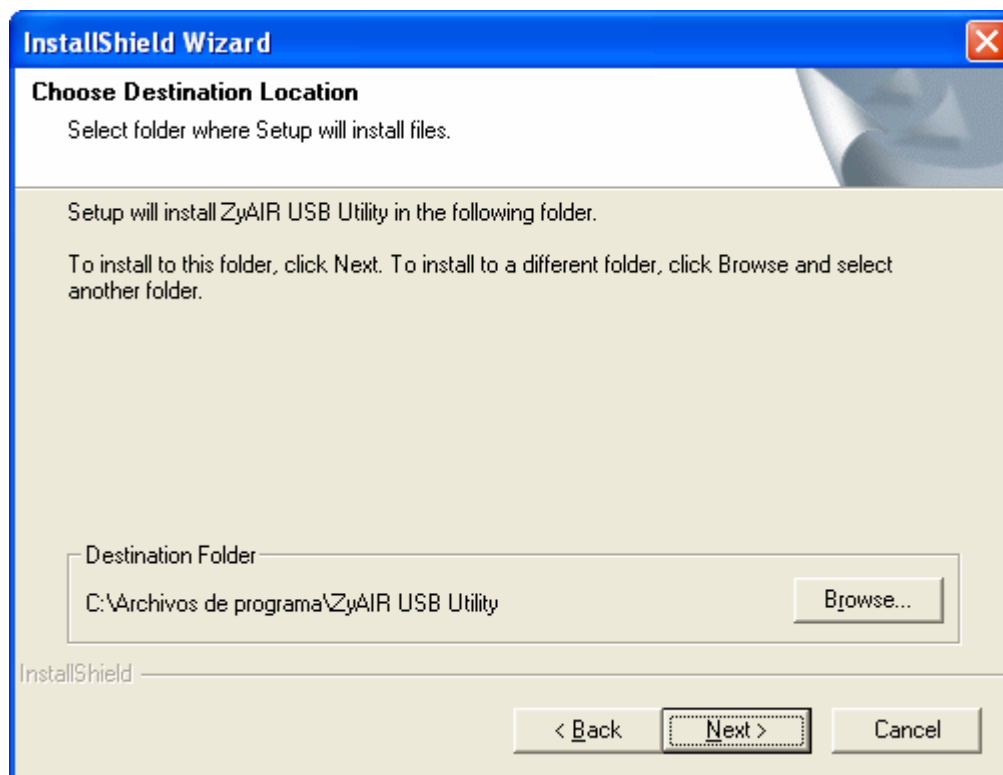 InstallShield Wizard
Choose Destination Location
Select folder where Setup will install files.
Setup will install ZyAIR USB Utility in the following folder.
To install to this folder, click Next. To install to a different folder, click Browse and select
another folder.
Destination Folder
C:\Archivos de programa\ZyAIR USB Utility
Browse...
InstallShield
< Back
Next >
Cancel